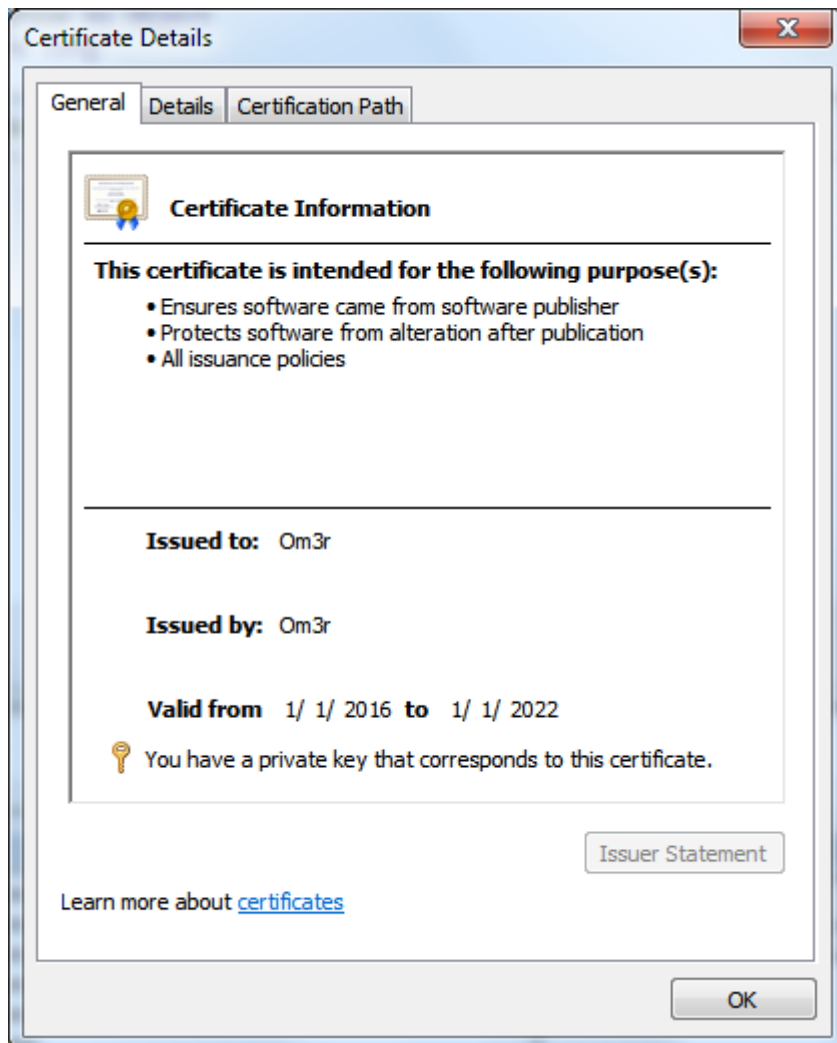 Certificate Details
General Details Certification Path
Certificate Information
This certificate is intended for the following purpose(s):
• Ensures software came from software publisher
• Protects software from alteration after publication
• All issuance policies
Issued to: Om3r
Issued by: Om3r
Valid from 1/ 1/ 2016 to 1/ 1/ 2022
You have a private key that corresponds to this certificate.
Issuer Statement
Learn more about certificates
OK